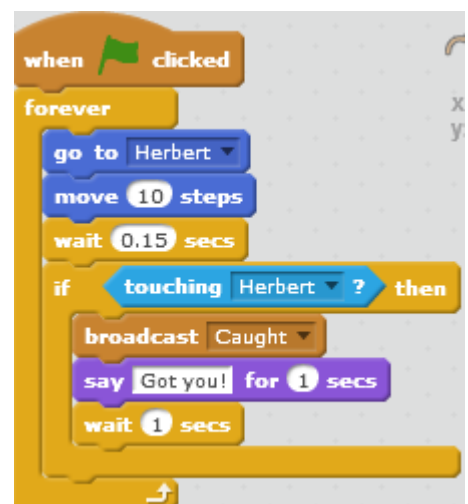 when clicked
forever
go to Herbert
move 10 steps
wait 0.15 secs
if touching Herbert ? then
broadcast Caught
say Got you! for 1 secs
wait 1 secs
x
y